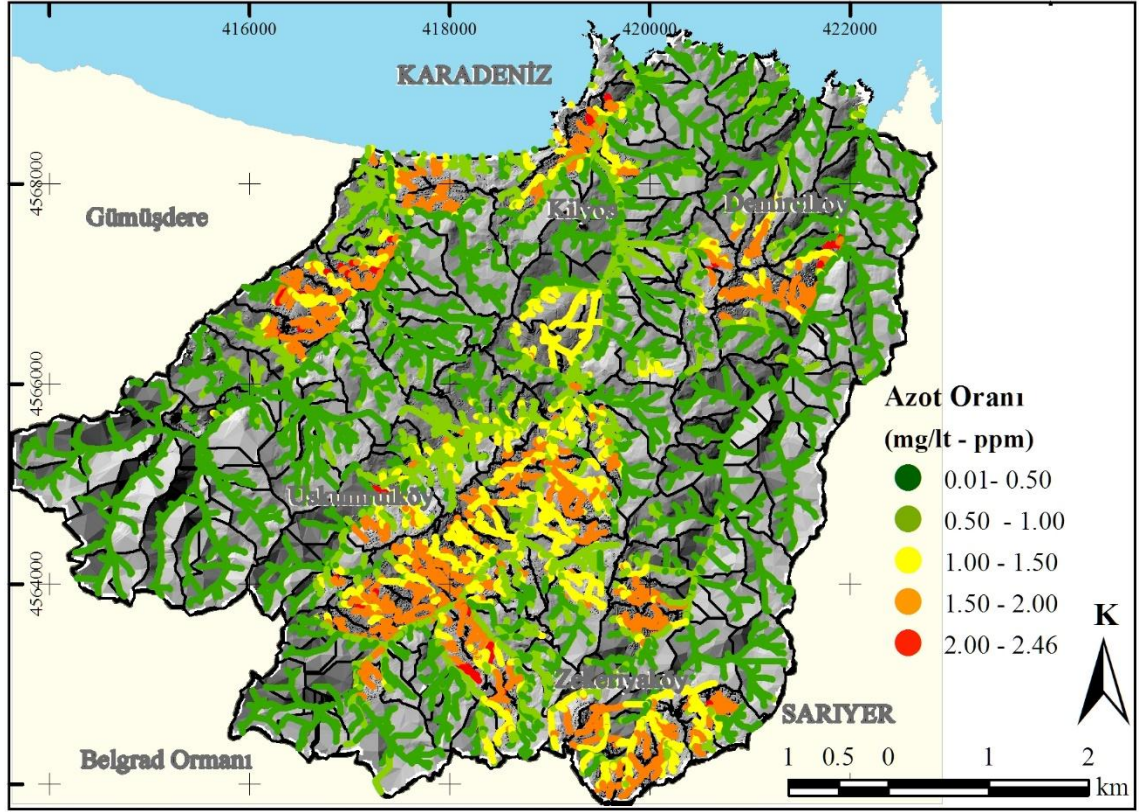 416000
418000
420000
422000
KARADENİZ
4568000
Gümüşdere
Kilyos
Demirciköy
4566000
Azot Oranı
(mg/lt - ppm)
0.01- 0.50
Uskumruköy
0.50 - 1.00
1.00 - 1.50
4564000
1.50 - 2.00
K
2.00 - 2.46
Zekeriyaköy
SARIYER
Belgrad Ormanı
1 0.5 0 1 2
km